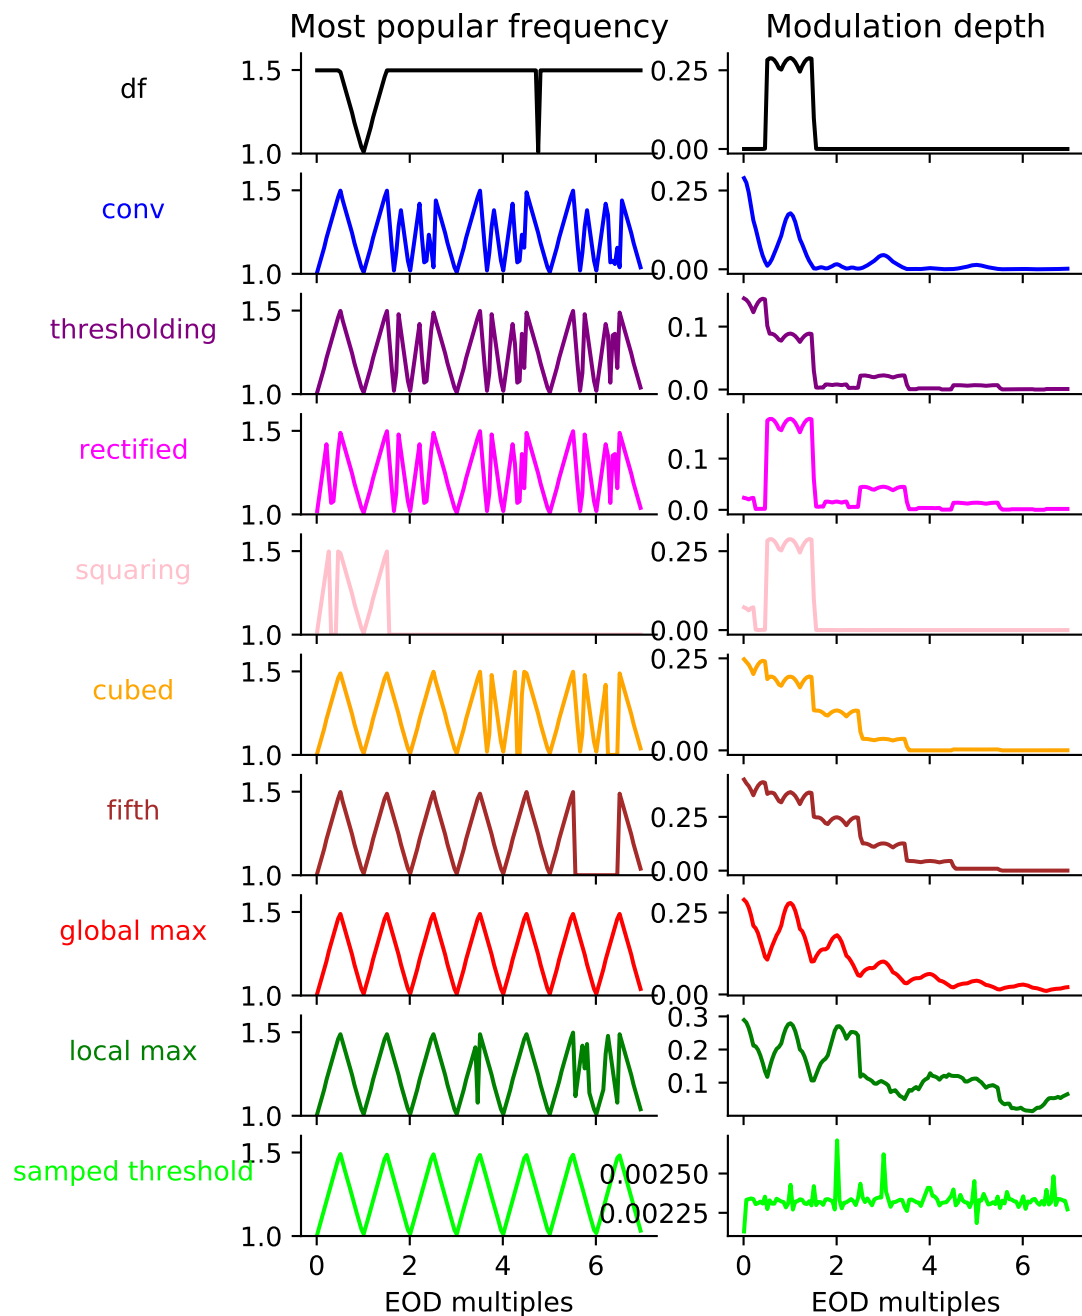 Most popular frequency Modulation depth
df 1.5 1.0 0.25 0.00
conv 1.5 1.0 0.25 0.00
thresholding 1.5 1.0 0.1 0.0
rectified 1.5 1.0 0.1 0.0
squaring 1.5 1.0 0.25 0.00
cubed 1.5 1.0 0.25 0.00
fifth 1.5 1.0 0.25 0.00
global max 1.5 1.0 0.25 0.00
local max 1.5 1.0 0.3 0.2 0.1
samped threshold 1.5 1.0 0.00250 0.00225
0 2 4 6 0 2 4 6
EOD multiples EOD multiples